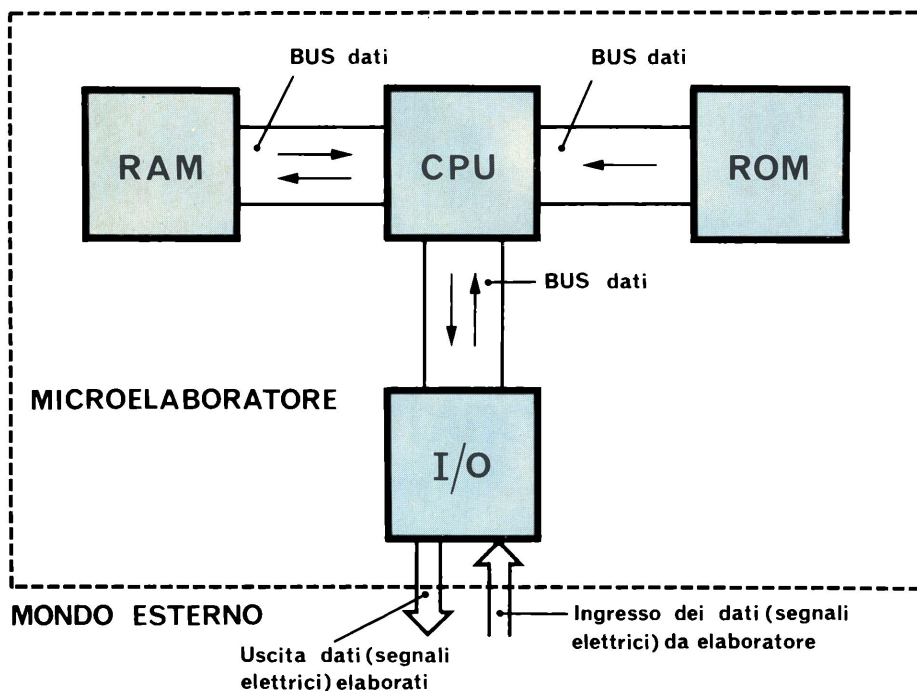 BUS dati
BUS dati
RAM
CPU
ROM
BUS dati
MICROELABORATORE
I/O
MONDO ESTERNO
Uscita dati (segnali
elettrici) elaborati
Ingresso dei dati (segnali
elettrici) da elaboratore